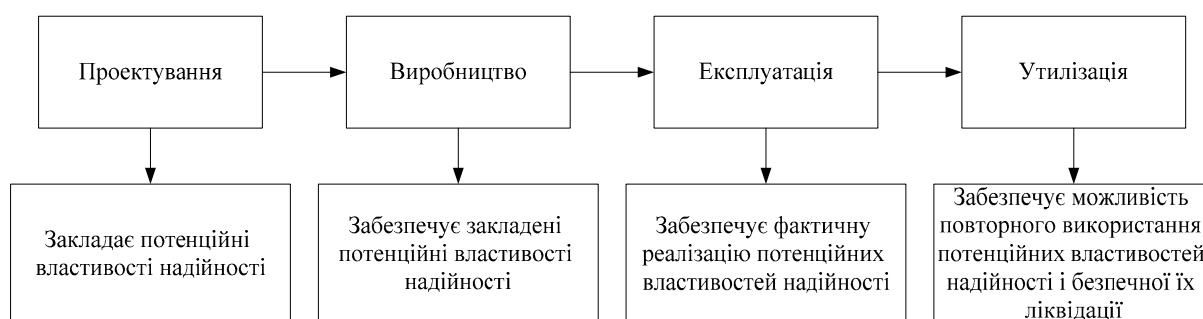 Проектування
Виробництво
Експлуатація
Утилізація
Закладає потенційні
властивості надійності
Забезпечує закладені
потенційні властивості
надійності
Забезпечує фактичну
реалізацію потенційних
властивостей надійності
Забезпечує можливість
повторного використання
потенційних властивостей
надійності і безпечної їх
ліквідації